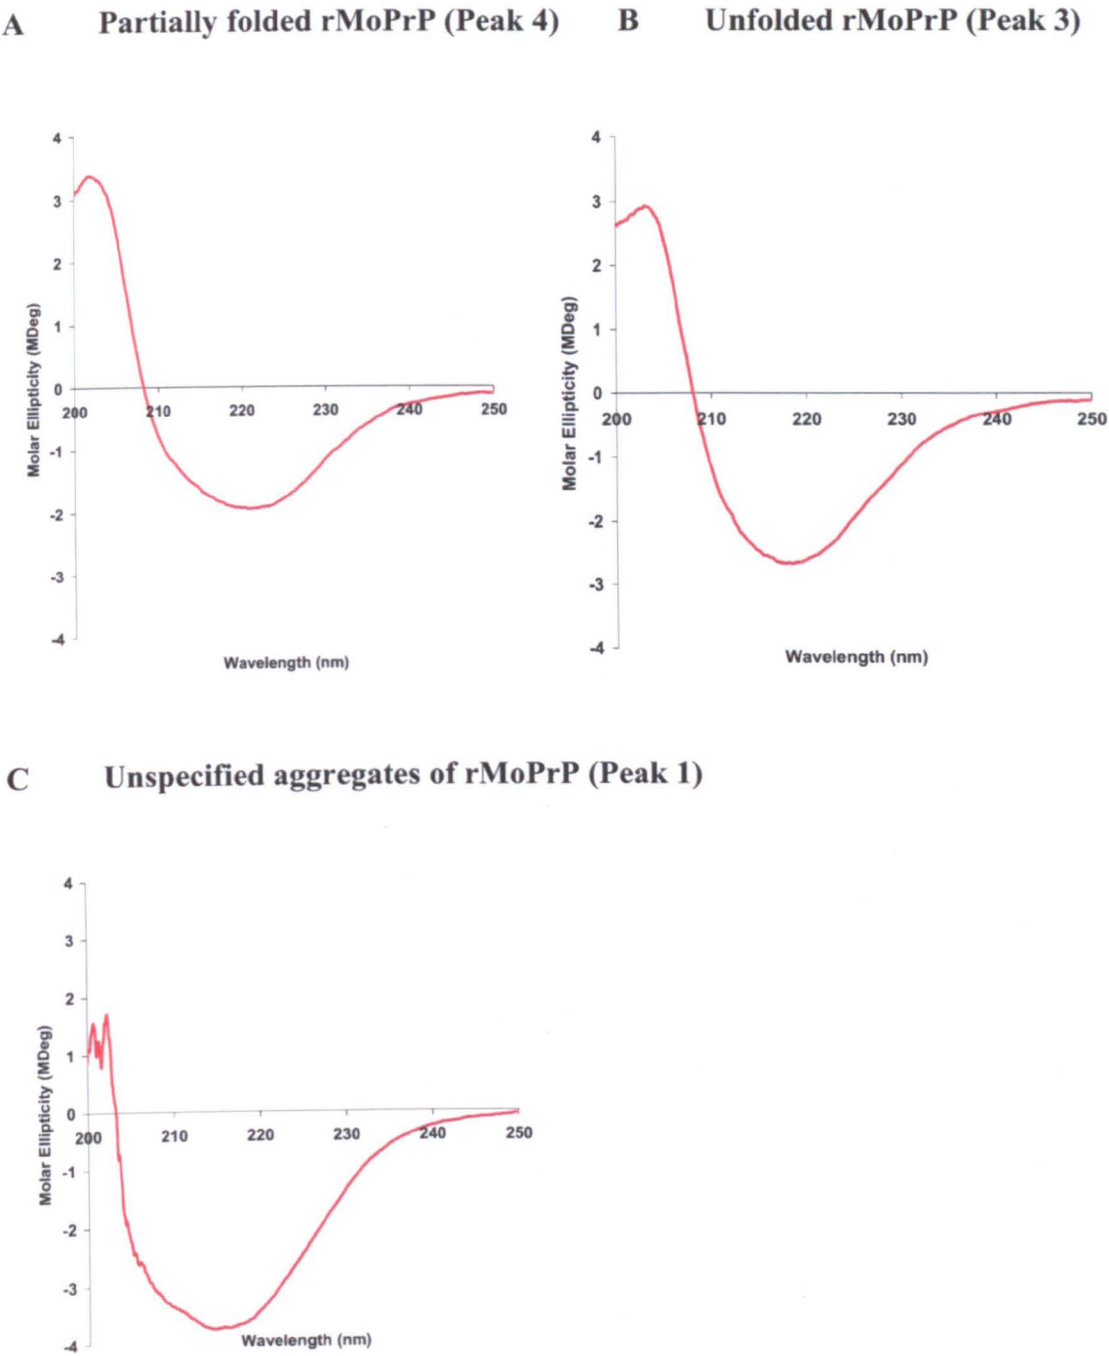 A Partially folded rMoPrP (Peak 4)
B Unfolded rMoPrP (Peak 3)
4
3
2
1
0
-1
-2
-3
-4
200 210 220 230 240 250
Molar Ellipticity (MDeg)
Wavelength (nm)
4
3
2
1
0
-1
-2
-3
-4
200 210 220 230 240 250
Molar Ellipticity (MDeg)
Wavelength (nm)
C Unspecified aggregates of rMoPrP (Peak 1)
4
3
2
1
0
-1
-2
-3
-4
200 210 220 230 240 250
Molar Ellipticity (MDeg)
Wavelength (nm)